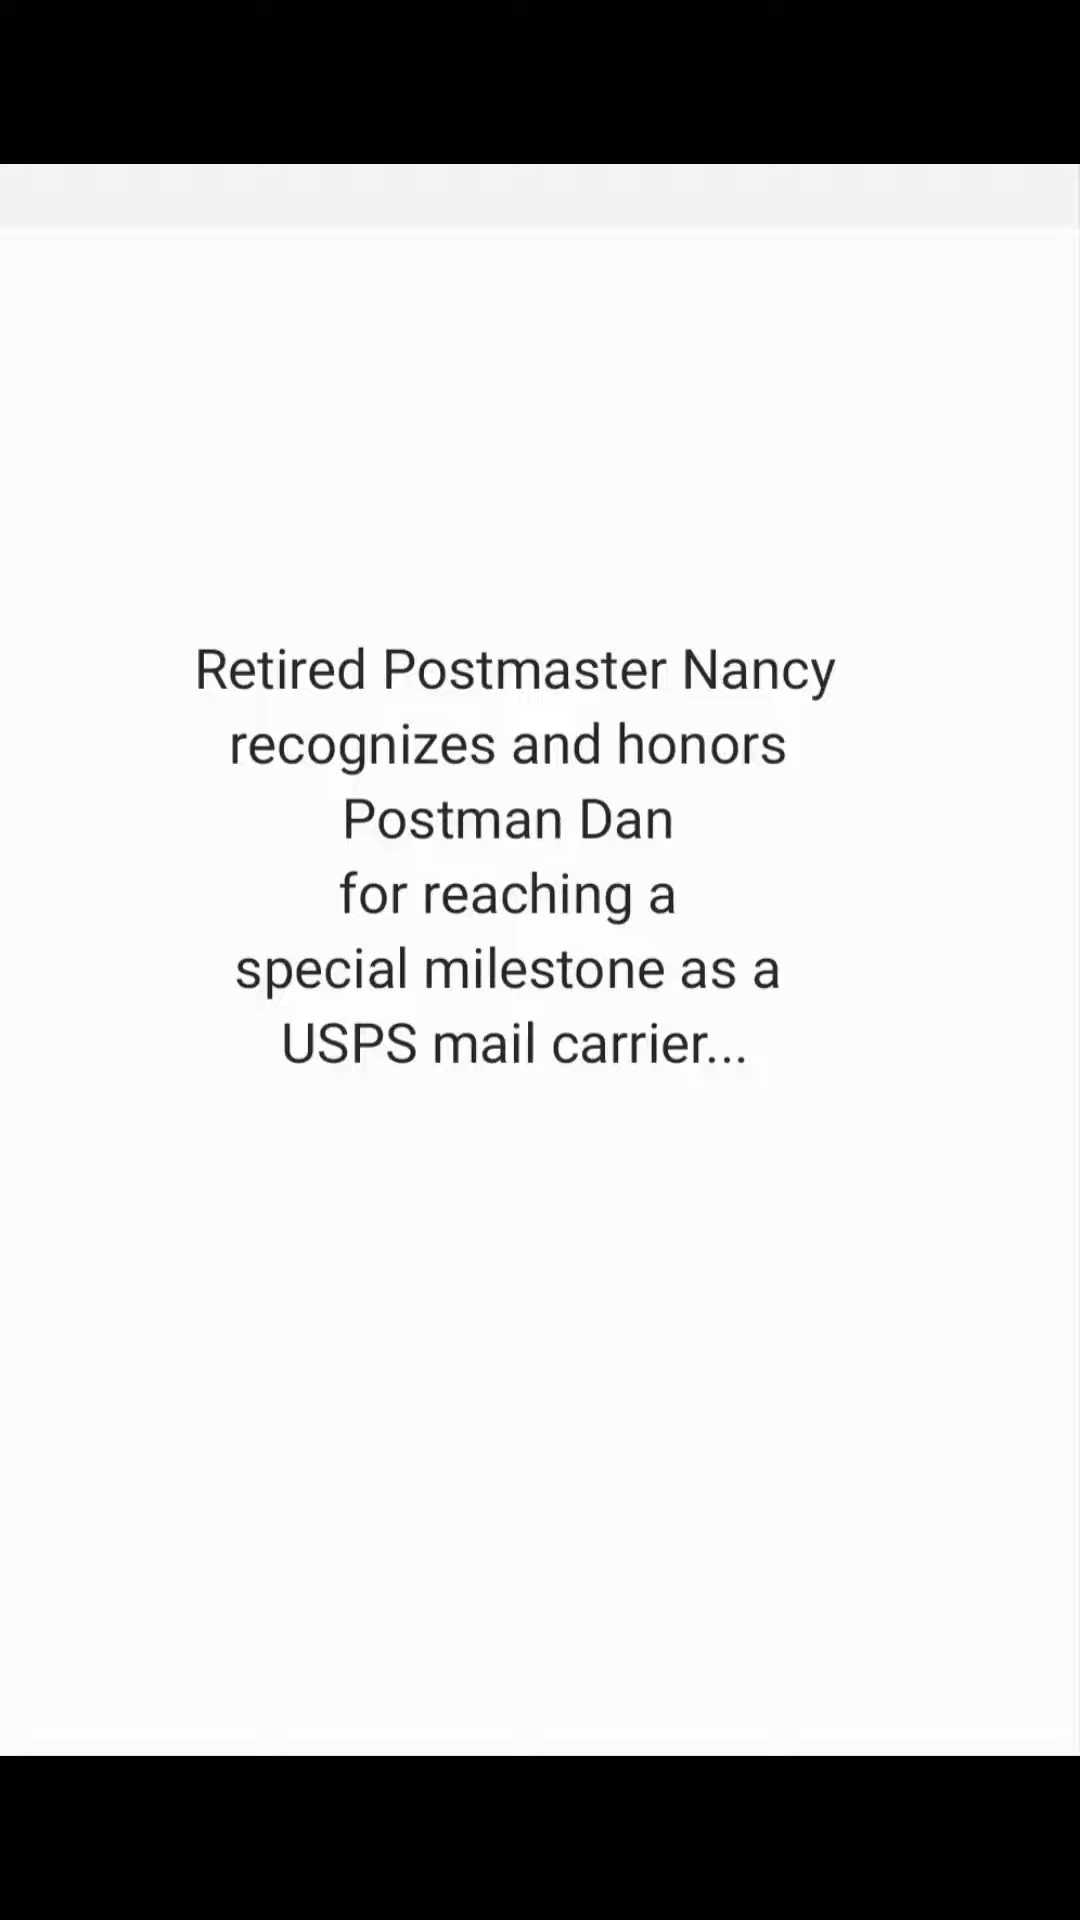 Retired Postmaster Nancy
recognizes and honors
Postman Dan
for reaching a
special milestone as a
USPS mail carrier...